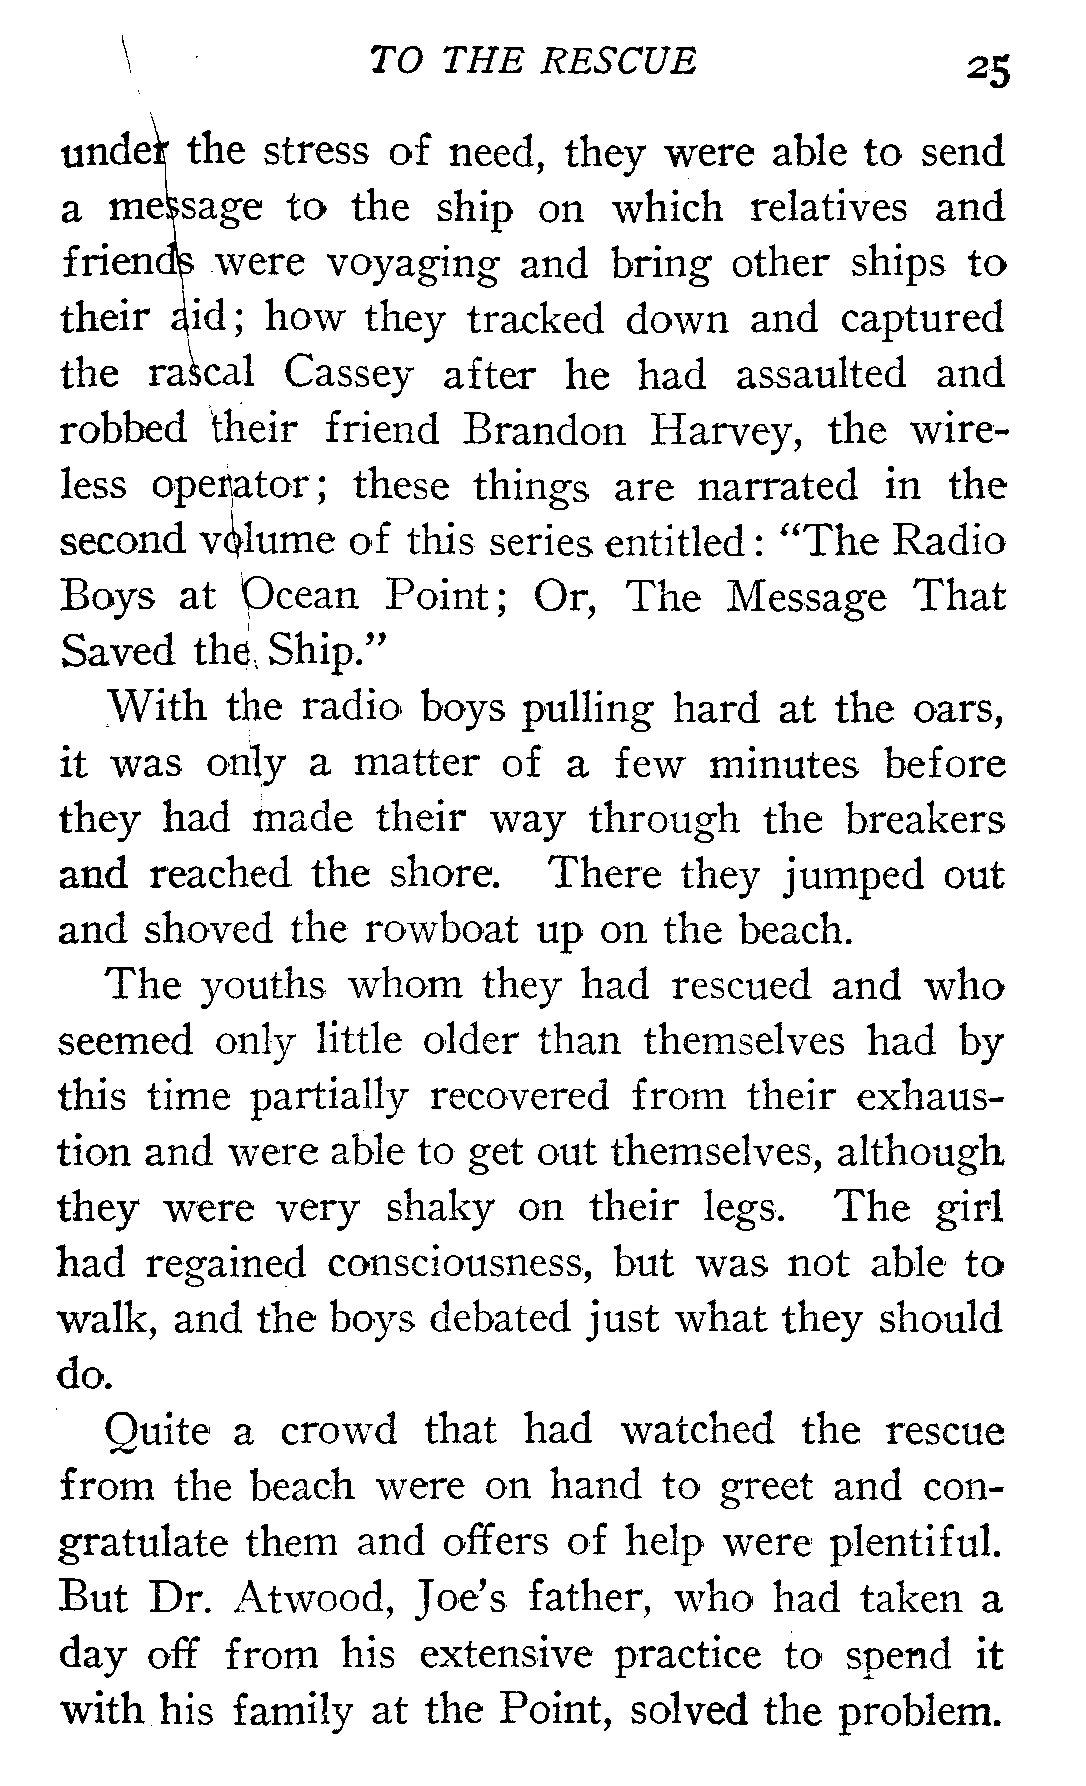 TO THE RESCUE 25
under the stress of need, they were able to send
a message to the ship on which relatives and
friends were voyaging and bring other ships to
their aid; how they tracked down and captured
the rascal Cassey after he had assaulted and
robbed their friend Brandon Harvey, the wire-
less operator; these things are narrated in the
second volume of this series entitled: "The Radio
Boys at Ocean Point; Or, The Message That
Saved the Ship."
With the radio boys pulling hard at the oars,
it was only a matter of a few minutes before
they had made their way through the breakers
and reached the shore. There they jumped out
and shoved the rowboat up on the beach.
The youths whom they had rescued and who
seemed only little older than themselves had by
this time partially recovered from their exhaus-
tion and were able to get out themselves, although
they were very shaky on their legs. The girl
had regained consciousness, but was not able to
walk, and the boys debated just what they should
do.
Quite a crowd that had watched the rescue
from the beach were on hand to greet and con-
gratulate them and offers of help were plentiful.
But Dr. Atwood, Joe's father, who had taken a
day off from his extensive practice to spend it
with his family at the Point, solved the problem.